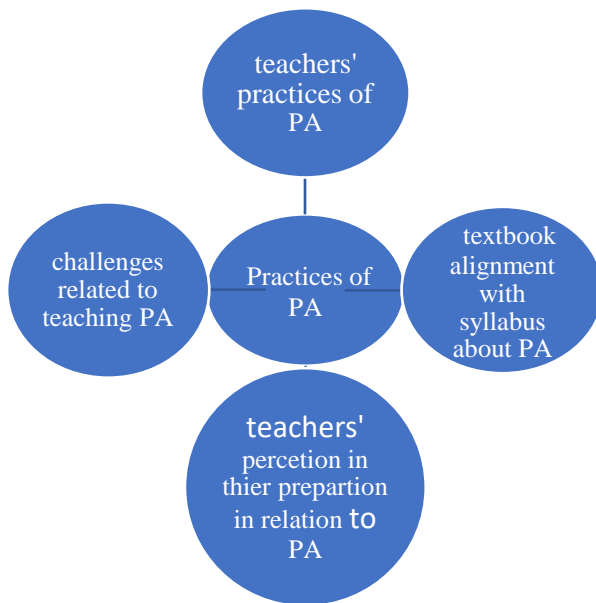 teachers'
practices of
PA
challenges
related to
teaching PA
Practices of
PA
textbook
alignment
with
syllabus
about PA
teachers'
percetion in
thier prepartion
in relation to
PA